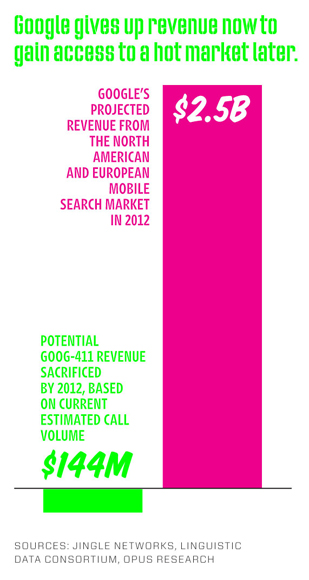 Google gives up revenue now to
gain access to a hot market later.
GOOGLE'S
PROJECTED
REVENUE FROM
THE NORTH
AMERICAN
AND EUROPEAN
MOBILE
SEARCH MARKET
IN 2012
$2.5B
POTENTIAL
GOOG-411 REVENUE
SACRIFICED
BY 2012, BASED
ON CURRENT
ESTIMATED CALL
VOLUME
$144M
SOURCES: JINGLE NETWORKS, LINGUISTIC
DATA CONSORTIUM, OPUS RESEARCH